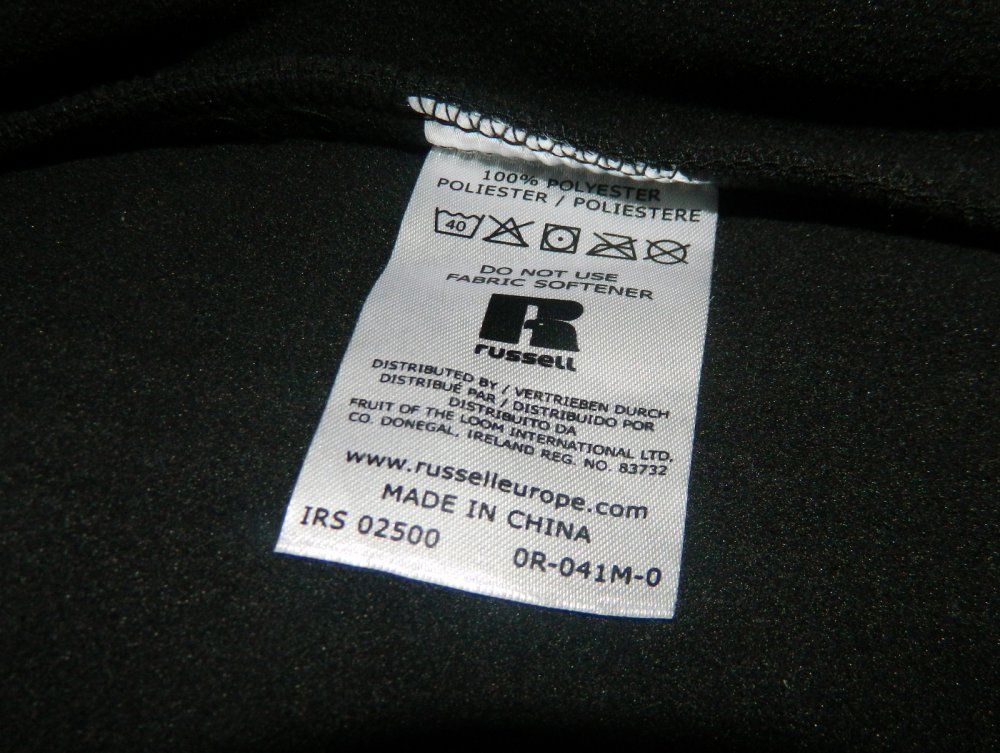 100% POLYESTER
POLIESTER / POLIESTERE
40
DO NOT USE
FABRIC SOFTENER
R
russell
DISTRIBUTED BY / VERTRIEBEN DURCH
DISTRIBUÉ PAR / DISTRIBUIDO POR
DISTRIBUITO DA
FRUIT OF THE LOOM INTERNATIONAL LTD.
CO. DONEGAL, IRELAND REG. NO. 83732
www.russelleurope.com
MADE IN CHINA
IRS 02500 0R-041M-0